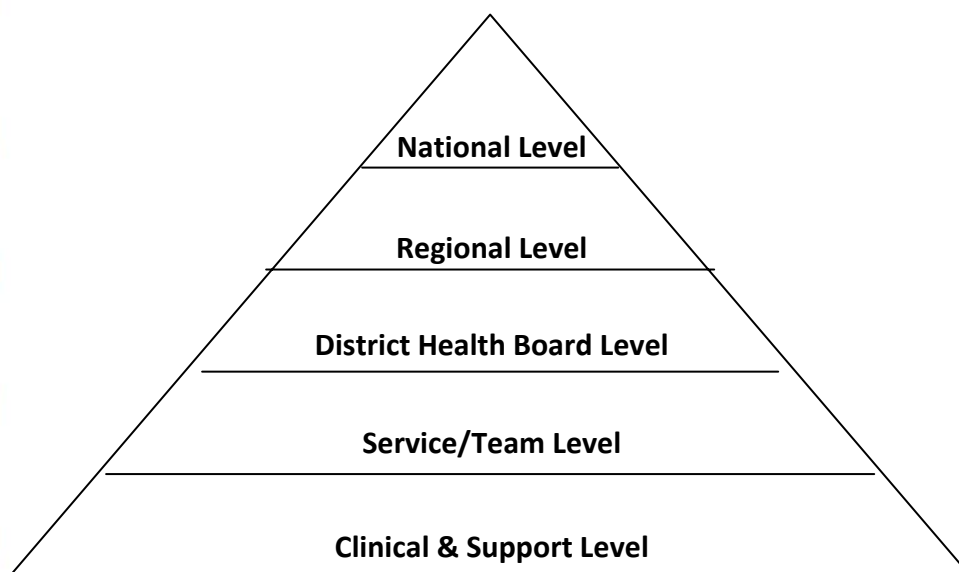 National Level
Regional Level
District Health Board Level
Service/Team Level
Clinical & Support Level